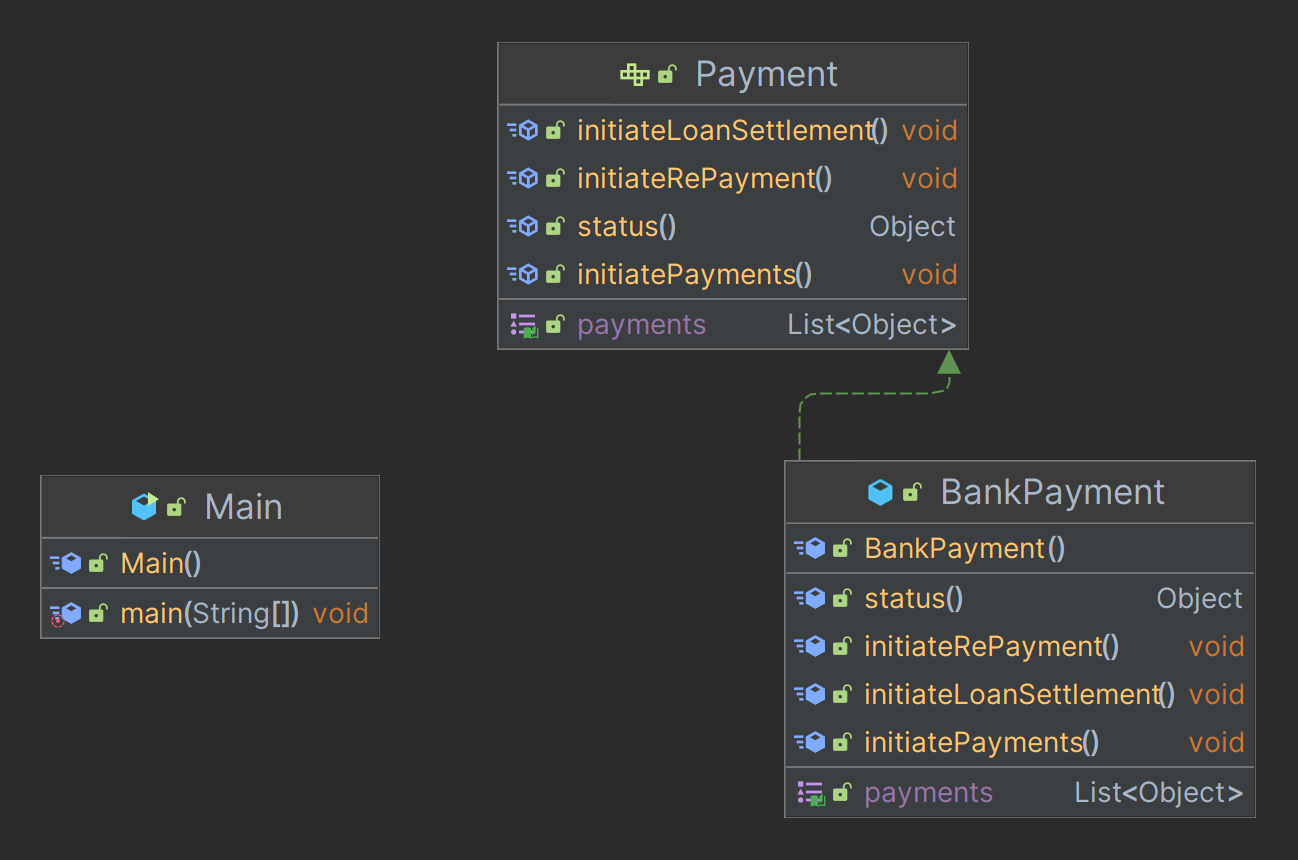 Payment
initiateLoanSettlement() void
initiateRePayment() void
status() Object
initiatePayments() void
payments List<Object>
Main
Main()
main(String[]) void
BankPayment
BankPayment()
status() Object
initiateRePayment() void
initiateLoanSettlement() void
initiatePayments() void
payments List<Object>